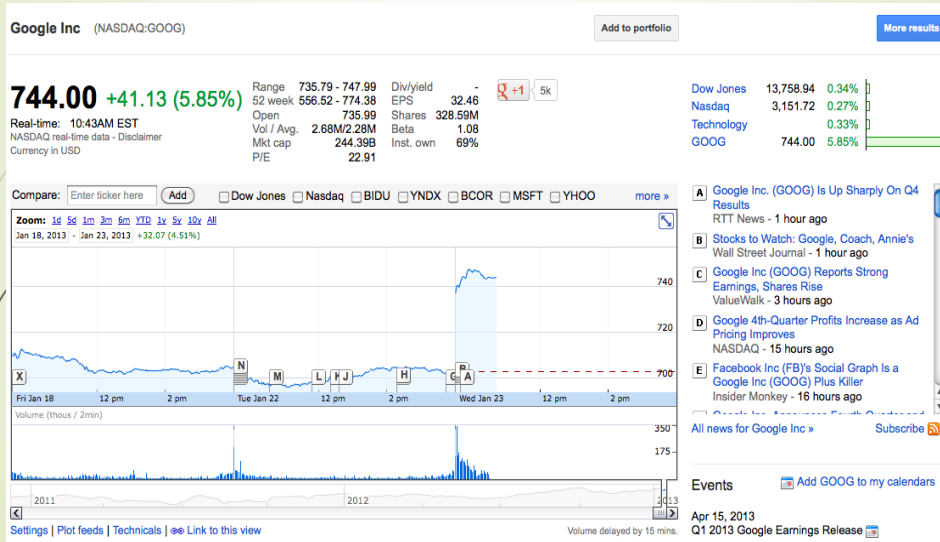 Google Inc (NASDAQ:GOOG)
Add to portfolio
More results
744.00 +41.13 (5.85%)
Real-time: 10:43AM EST
NASDAQ real-time data - Disclaimer
Currency in USD
Range 735.79 - 747.99
52 week 556.52 - 774.38
Open 735.99
Vol / Avg. 2.68M/2.28M
Mkt cap 244.39B
P/E 22.91
Div/yield -
EPS 32.46
Shares 328.59M
Beta 1.08
Inst. own 69%
g +1 5k
Dow Jones 13,758.94 0.34%
Nasdaq 3,151.72 0.27%
Technology 0.33%
GOOG 744.00 5.85%
Compare: Enter ticker here Add Dow Jones Nasdaq BIDU YNDX BCOR MSFT YHOO more »
Zoom: 1d 5d 1m 3m 6m YTD 1y 5y 10y All
Jan 18, 2013 - Jan 23, 2013 +32.07 (4.51%)
740
720
700
X N M L K J H G B A
Fri Jan 18 12 pm 2 pm Tue Jan 22 12 pm 2 pm Wed Jan 23 12 pm 2 pm
Volume (thous / 2min)
350
175
2011 2012 2013
Settings | Plot feeds | Technicals | Link to this view
Volume delayed by 15 mins.
A Google Inc. (GOOG) Is Up Sharply On Q4
Results
RTT News - 1 hour ago
B Stocks to Watch: Google, Coach, Annie's
Wall Street Journal - 1 hour ago
C Google Inc (GOOG) Reports Strong
Earnings, Shares Rise
ValueWalk - 3 hours ago
D Google 4th-Quarter Profits Increase as Ad
Pricing Improves
NASDAQ - 15 hours ago
E Facebook Inc (FB)'s Social Graph Is a
Google Inc (GOOG) Plus Killer
Insider Monkey - 16 hours ago
Google Inc. Announces Fourth Quarter and
All news for Google Inc »
Subscribe
Events
Add GOOG to my calendars
Apr 15, 2013
Q1 2013 Google Earnings Release